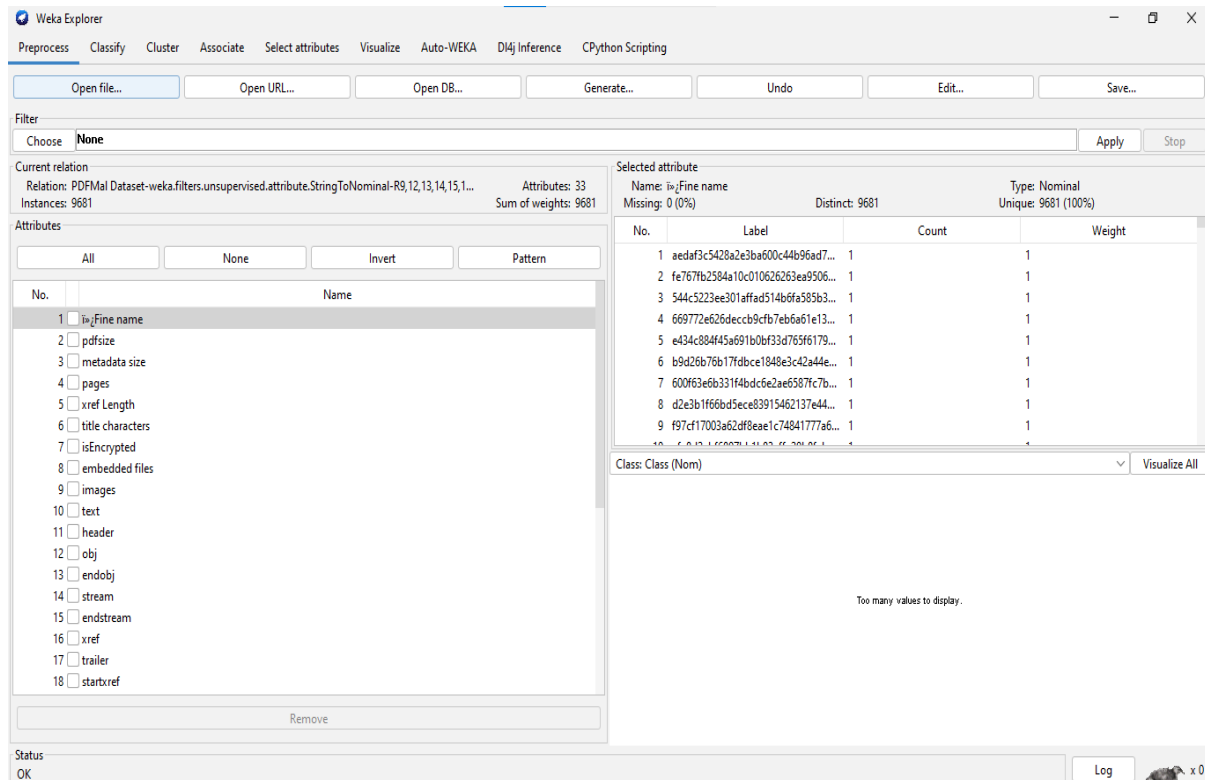 Weka Explorer
Preprocess Classify Cluster Associate Select attributes Visualize Auto-WEKA Dl4j Inference CPython Scripting
Open file... Open URL... Open DB... Generate... Undo Edit... Save...
Filter
Choose None Apply Stop
Current relation
Relation: PDFMal Dataset-weka.filters.unsupervised.attribute.StringToNominal-R9,12,13,14,15,1... Attributes: 33
Instances: 9681 Sum of weights: 9681
Attributes
All None Invert Pattern
No. Name
1 ï»¿Fine name
2 pdfsize
3 metadata size
4 pages
5 xref Length
6 title characters
7 isEncrypted
8 embedded files
9 images
10 text
11 header
12 obj
13 endobj
14 stream
15 endstream
16 xref
17 trailer
18 startxref
Remove
Selected attribute
Name: ï»¿Fine name Type: Nominal
Missing: 0 (0%) Distinct: 9681 Unique: 9681 (100%)
No. Label Count Weight
1 aedaf3c5428a2e3ba600c44b96ad7... 1 1
2 fe767fb2584a10c010626263ea9506... 1 1
3 544c5223ee301affad514b6fa585b3... 1 1
4 669772e626deccb9cfb7eb6a61e13... 1 1
5 e434c884f45a691b0bf33d765f6179... 1 1
6 b9d26b76b17fdbce1848e3c42a44e... 1 1
7 600f63e6b331f4bdc6e2ae6587fc7b... 1 1
8 d2e3b1f66bd5ece83915462137e44... 1 1
9 f97cf17003a62df8eae1c74841777a6... 1 1
Class: Class (Nom) Visualize All
Too many values to display.
Status
OK
Log x 0